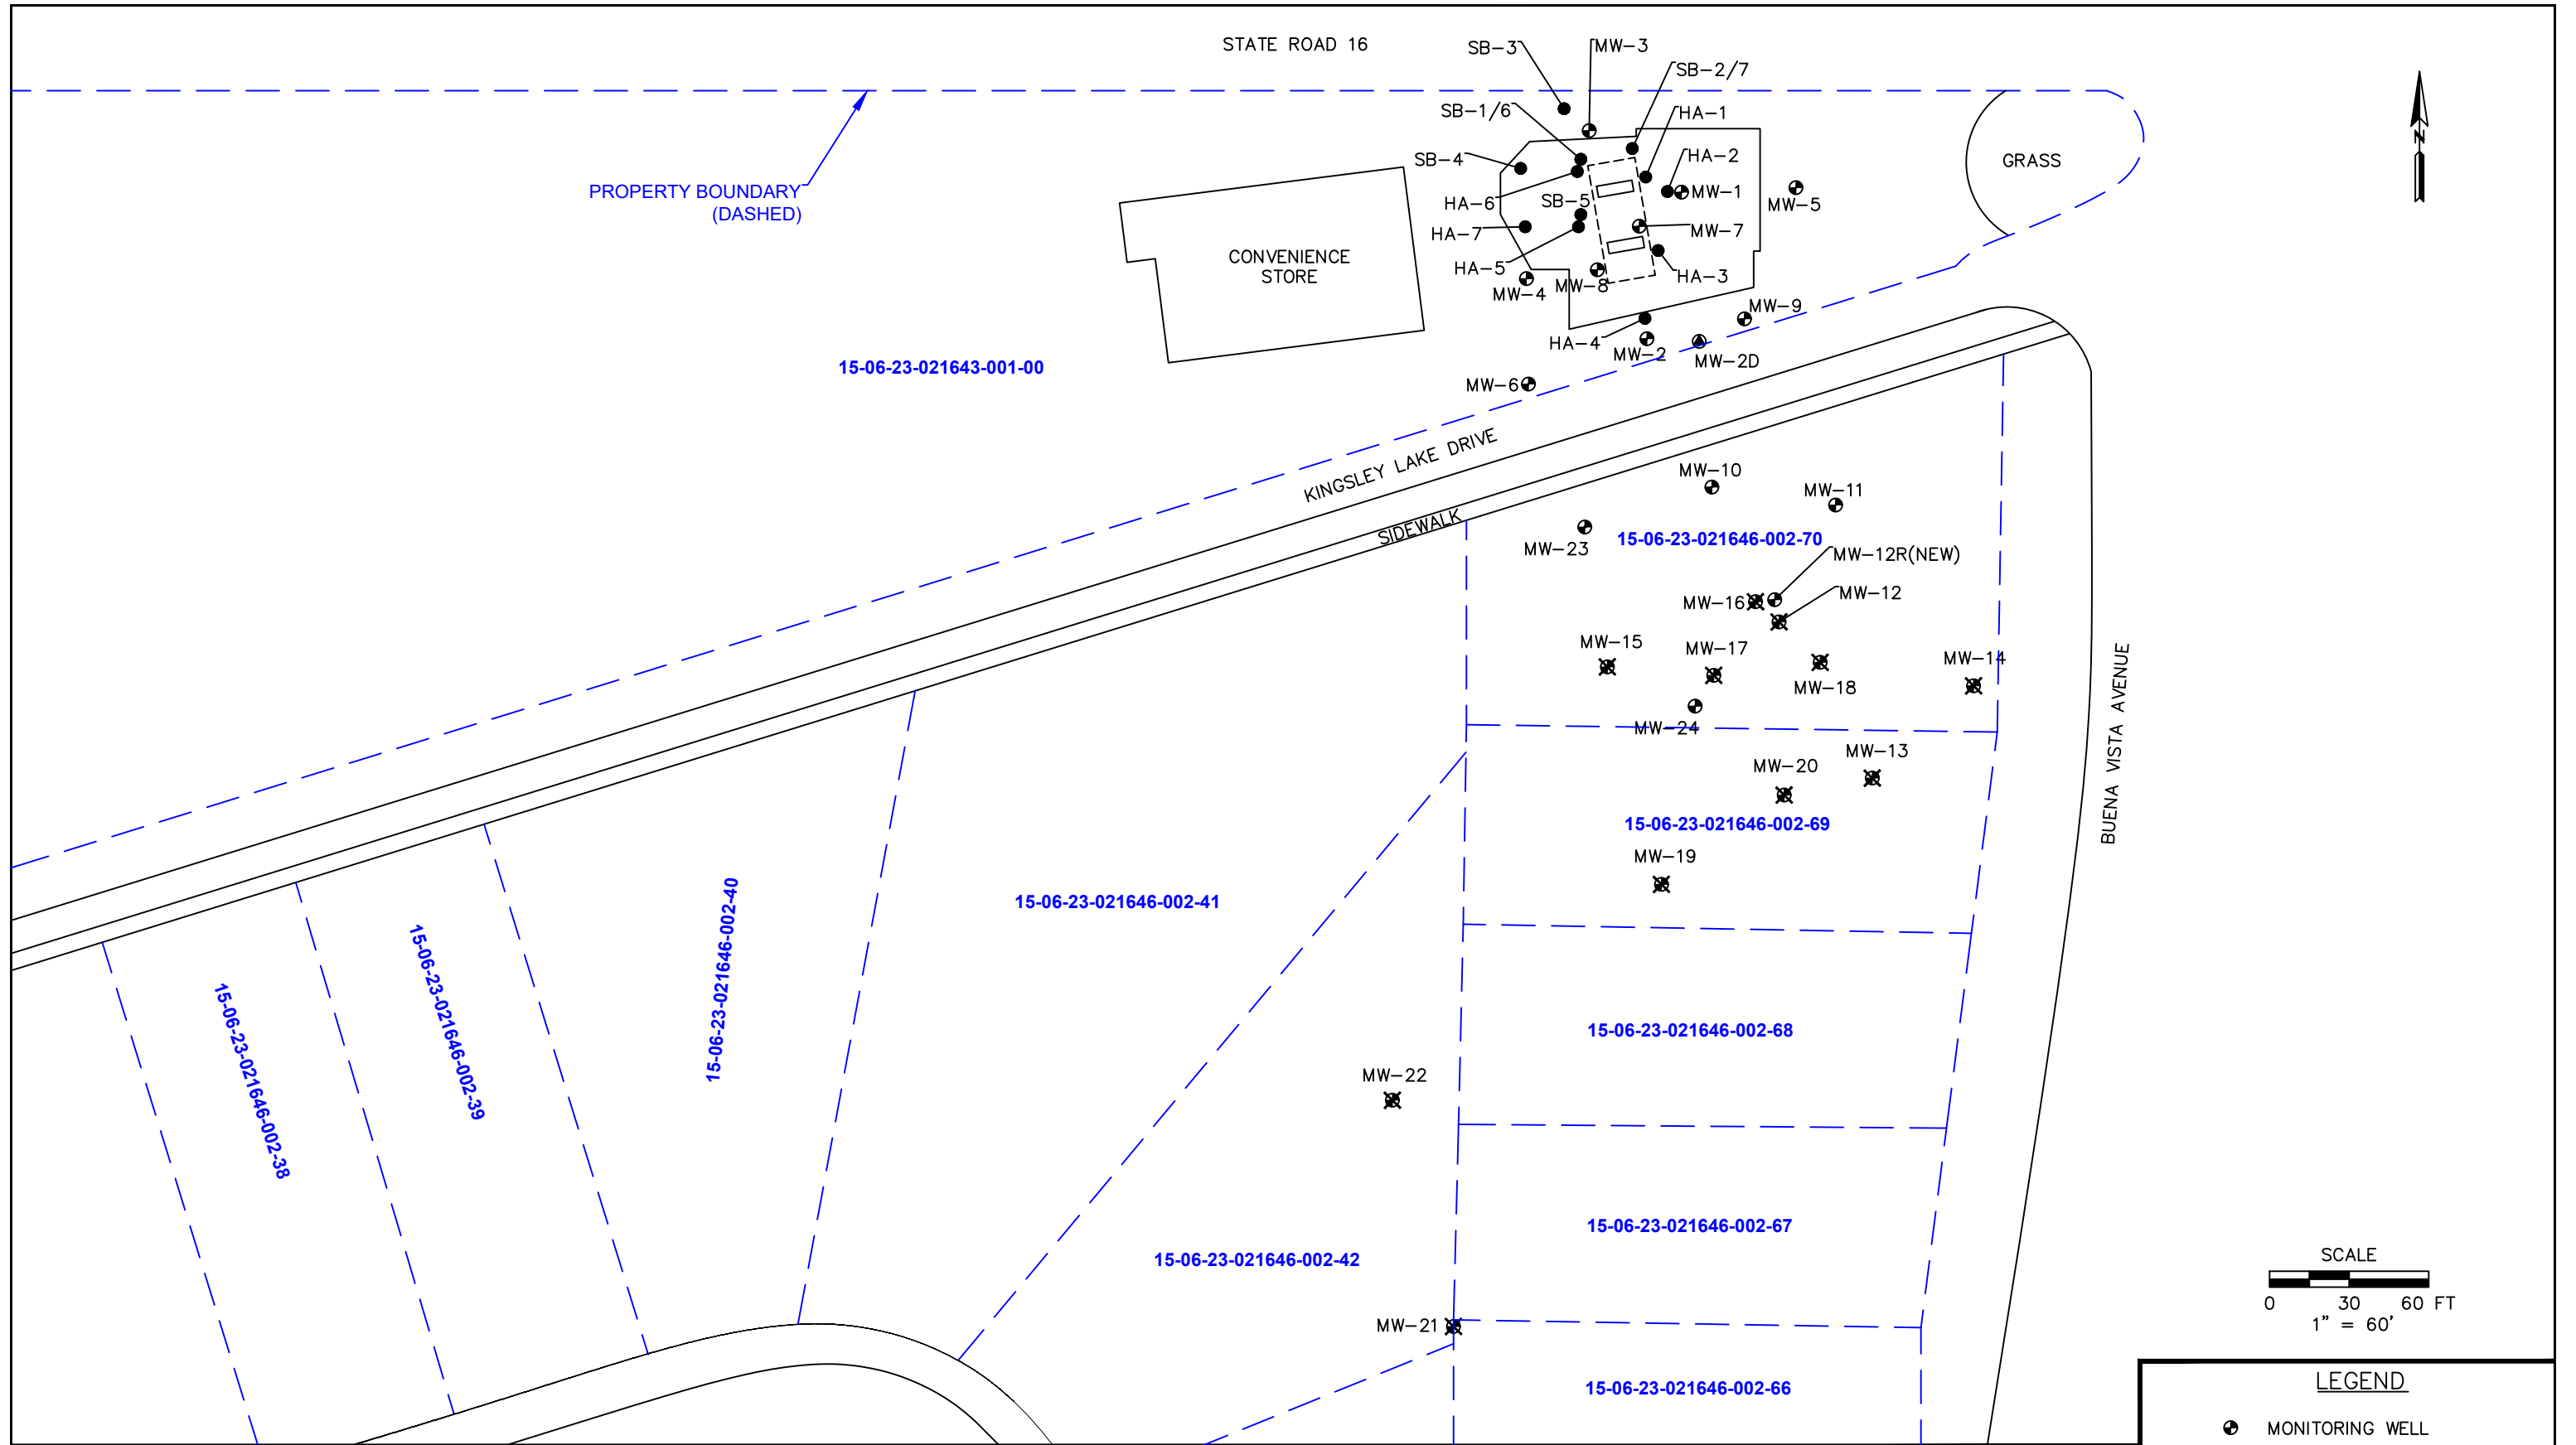 STATE ROAD 16
SB-3
MW-3
SB-2/7
SB-1/6
HA-1
SB-4
HA-2
GRASS
N
PROPERTY BOUNDARY
(DASHED)
HA-6
SB-5
MW-1
MW-5
HA-7
MW-7
CONVENIENCE
STORE
HA-5
HA-3
MW-4
MW-8
MW-9
HA-4
MW-2
MW-2D
15-06-23-021643-001-00
MW-6
KINGSLEY LAKE DRIVE
SIDEWALK
MW-10
MW-11
MW-23
15-06-23-021646-002-70
MW-12R(NEW)
MW-16
MW-12
MW-15
MW-17
MW-14
MW-18
MW-24
BUENA VISTA AVENUE
MW-13
MW-20
15-06-23-021646-002-69
MW-19
15-06-23-021646-002-41
15-06-23-021646-002-40
15-06-23-021646-002-39
15-06-23-021646-002-38
15-06-23-021646-002-68
MW-22
15-06-23-021646-002-67
15-06-23-021646-002-42
SCALE
0 30 60 FT
1" = 60'
MW-21
15-06-23-021646-002-66
LEGEND
MONITORING WELL